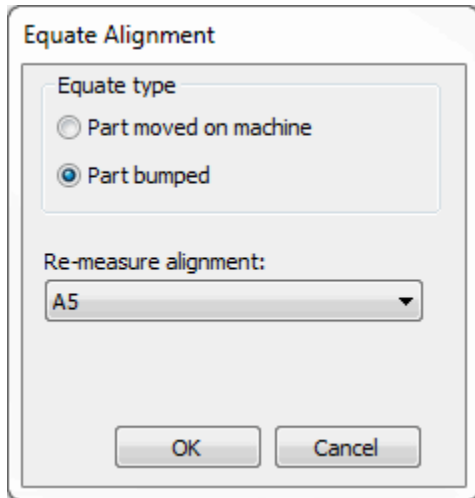 Equate Alignment
Equate type
Part moved on machine
Part bumped
Re-measure alignment:
A5
OK
Cancel